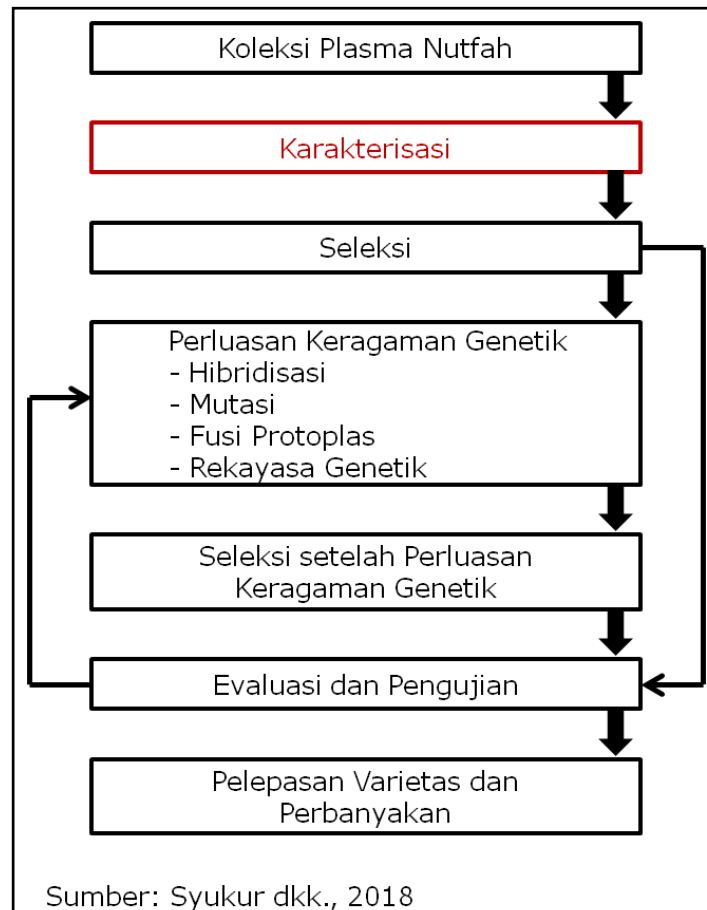 Koleksi Plasma Nutfah
Karakterisasi
Seleksi
Perluasan Keragaman Genetik
- Hibridisasi
- Mutasi
- Fusi Protoplas
- Rekayasa Genetik
Seleksi setelah Perluasan
Keragaman Genetik
Evaluasi dan Pengujian
Pelepasan Varietas dan
Perbanyakan
Sumber: Syukur dkk., 2018